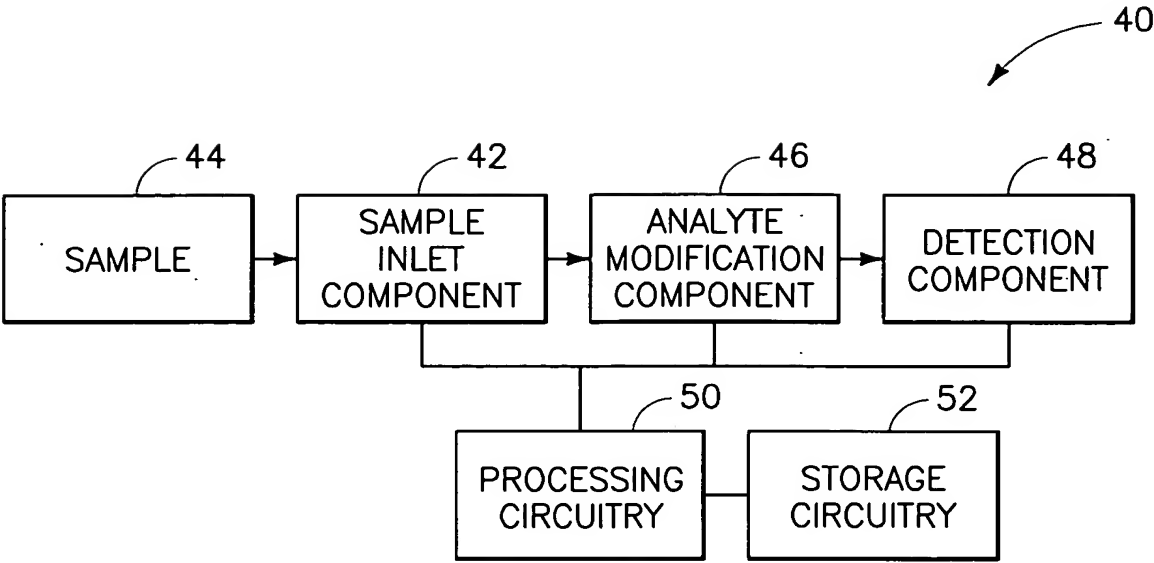 40
44
42
46
48
SAMPLE
SAMPLE
INLET
COMPONENT
ANALYTE
MODIFICATION
COMPONENT
DETECTION
COMPONENT
50
52
PROCESSING
CIRCUITRY
STORAGE
CIRCUITRY